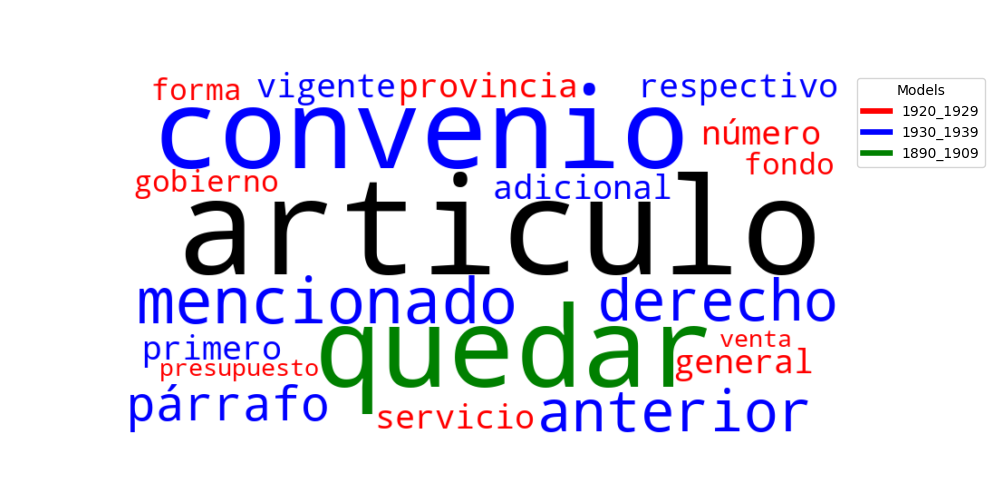 forma vigente provincia respectivo
convenio número
fondo
gobierno adicional
articulo
mencionado derecho
quedar
primero venta
presupuesto general
párrafo servicio anterior
Models
1920_1929
1930_1939
1890_1909